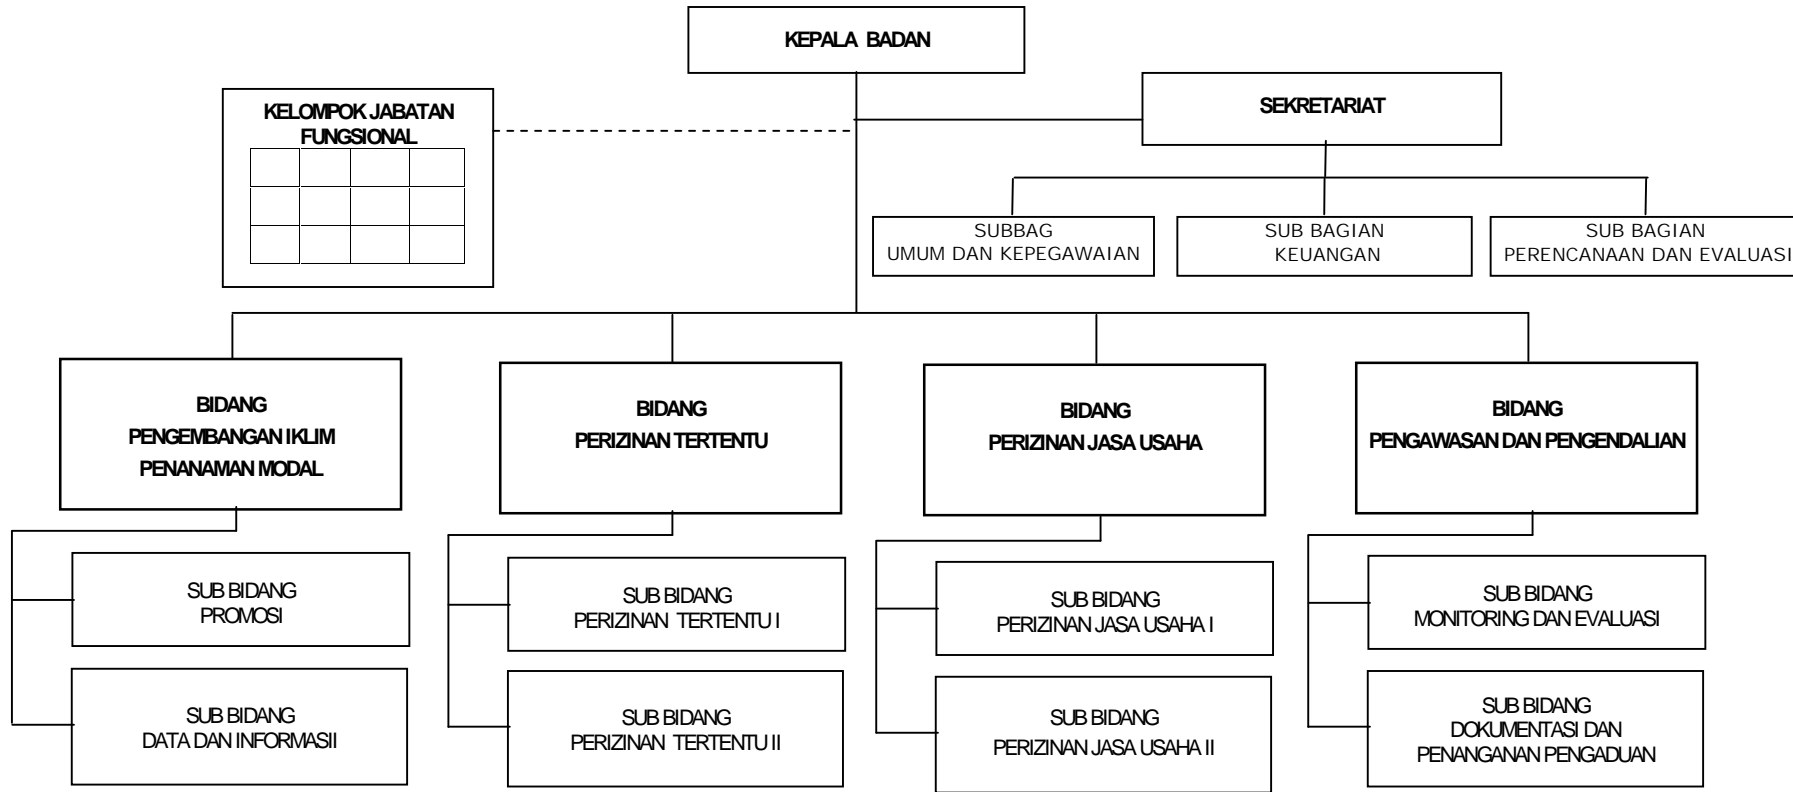 KEPALA BADAN
SEKRETARIAT
KELOMPOK JABATAN
FUNGSIONAL
SUBBAG
UMUM DAN KEPEGAWAIAN
SUB BAGIAN
KEUANGAN
SUB BAGIAN
PERENCANAAN DAN EVALUASI
BIDANG
PENGEMBANGAN IKLIM
PENANAMAN MODAL
BIDANG
PERIZINAN TERTENTU
BIDANG
PERIZINAN JASA USAHA
BIDANG
PENGAWASAN DAN PENGENDALIAN
SUB BIDANG
PROMOSI
SUB BIDANG
PERIZINAN TERTENTU I
SUB BIDANG
PERIZINAN JASA USAHA I
SUB BIDANG
MONITORING DAN EVALUASI
SUB BIDANG
DATA DAN INFORMASII
SUB BIDANG
PERIZINAN TERTENTU II
SUB BIDANG
PERIZINAN JASA USAHA II
SUB BIDANG
DOKUMENTASI DAN
PENANGANAN PENGADUAN